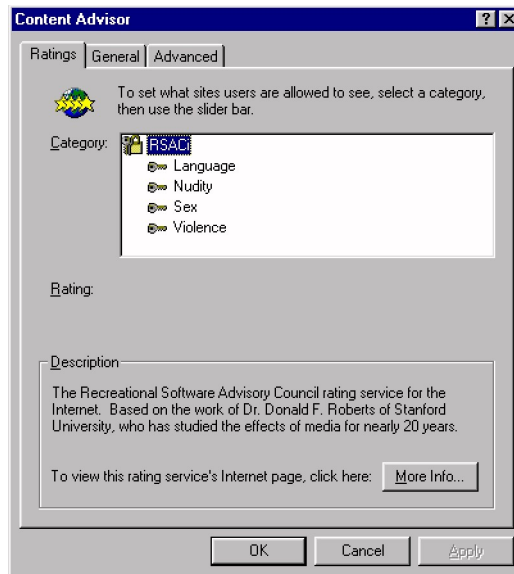 Content Advisor
Ratings General Advanced
To set what sites users are allowed to see, select a category,
then use the slider bar.
Category:
RSACi
Language
Nudity
Sex
Violence
Rating:
Description
The Recreational Software Advisory Council rating service for the
Internet. Based on the work of Dr. Donald F. Roberts of Stanford
University, who has studied the effects of media for nearly 20 years.
To view this rating service's Internet page, click here: More Info...
OK Cancel Apply